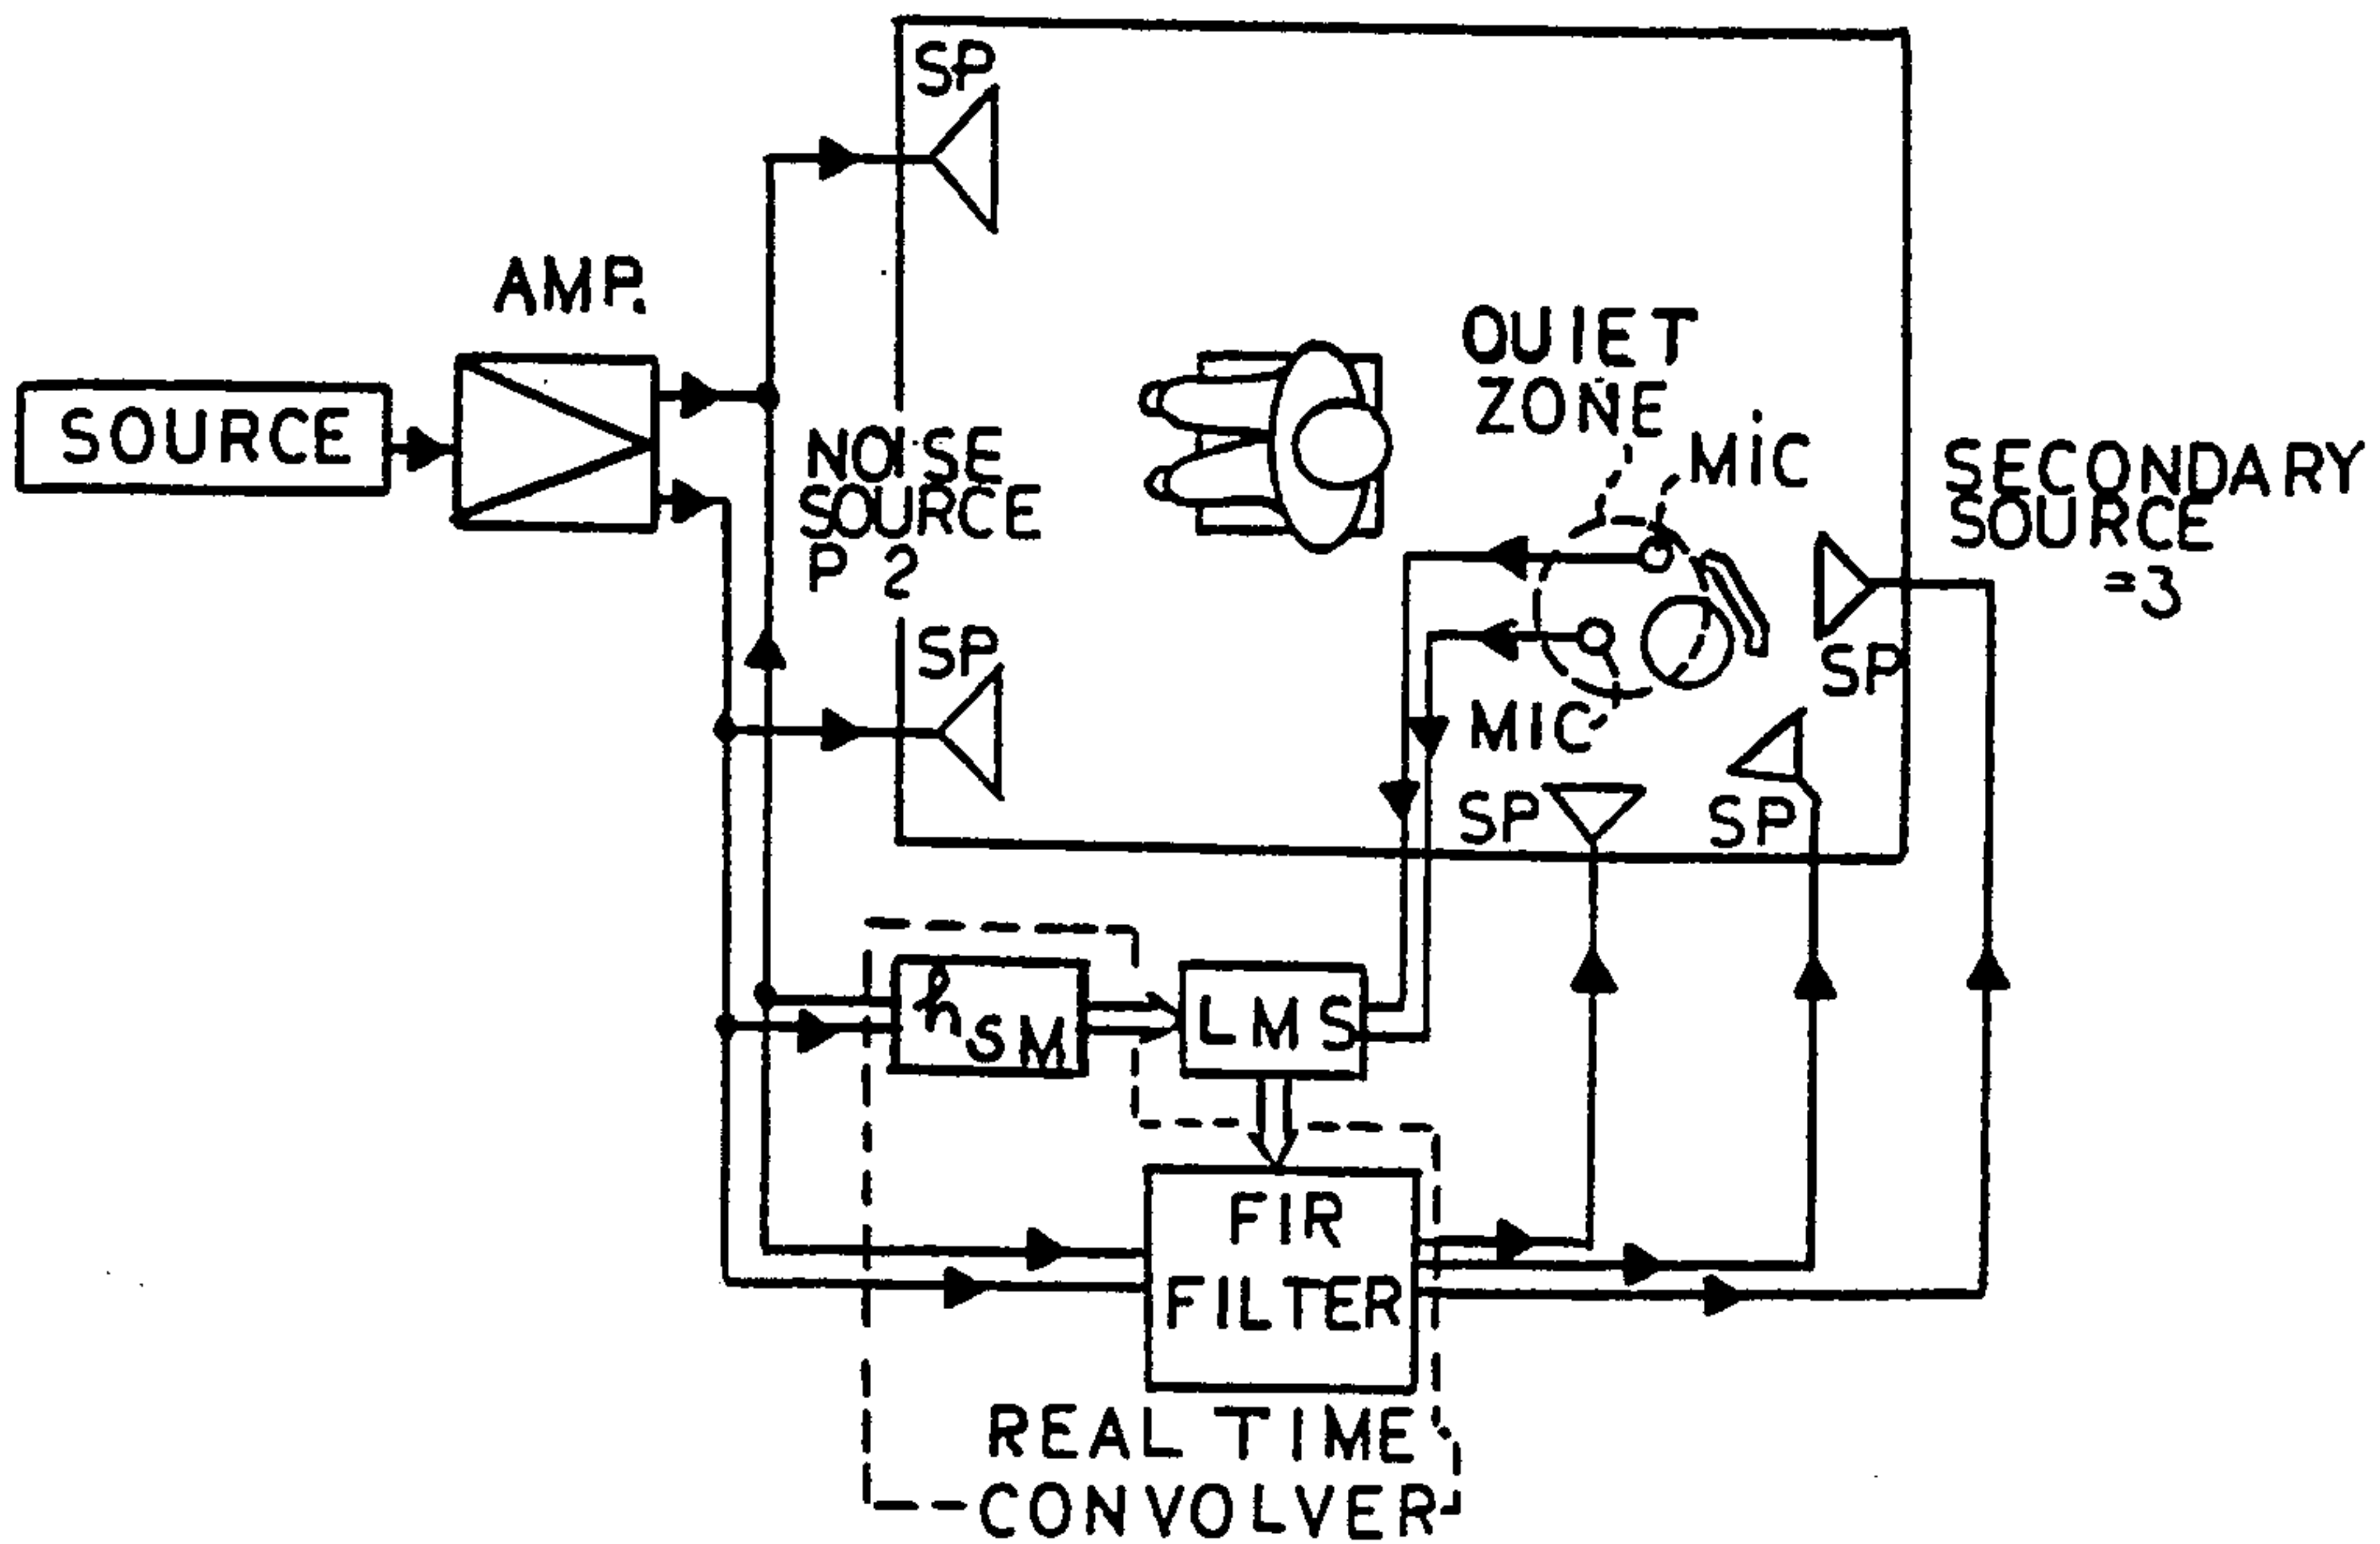 SP
AMP.
SOURCE
NOISE
SOURCE
P 2
QUIET
ZONE
MIC
SECONDARY
SOURCE
=3
SP
SP
MIC
SP
SP
ĥSM
LMS
FIR
FILTER
REAL TIME
CONVOLVER